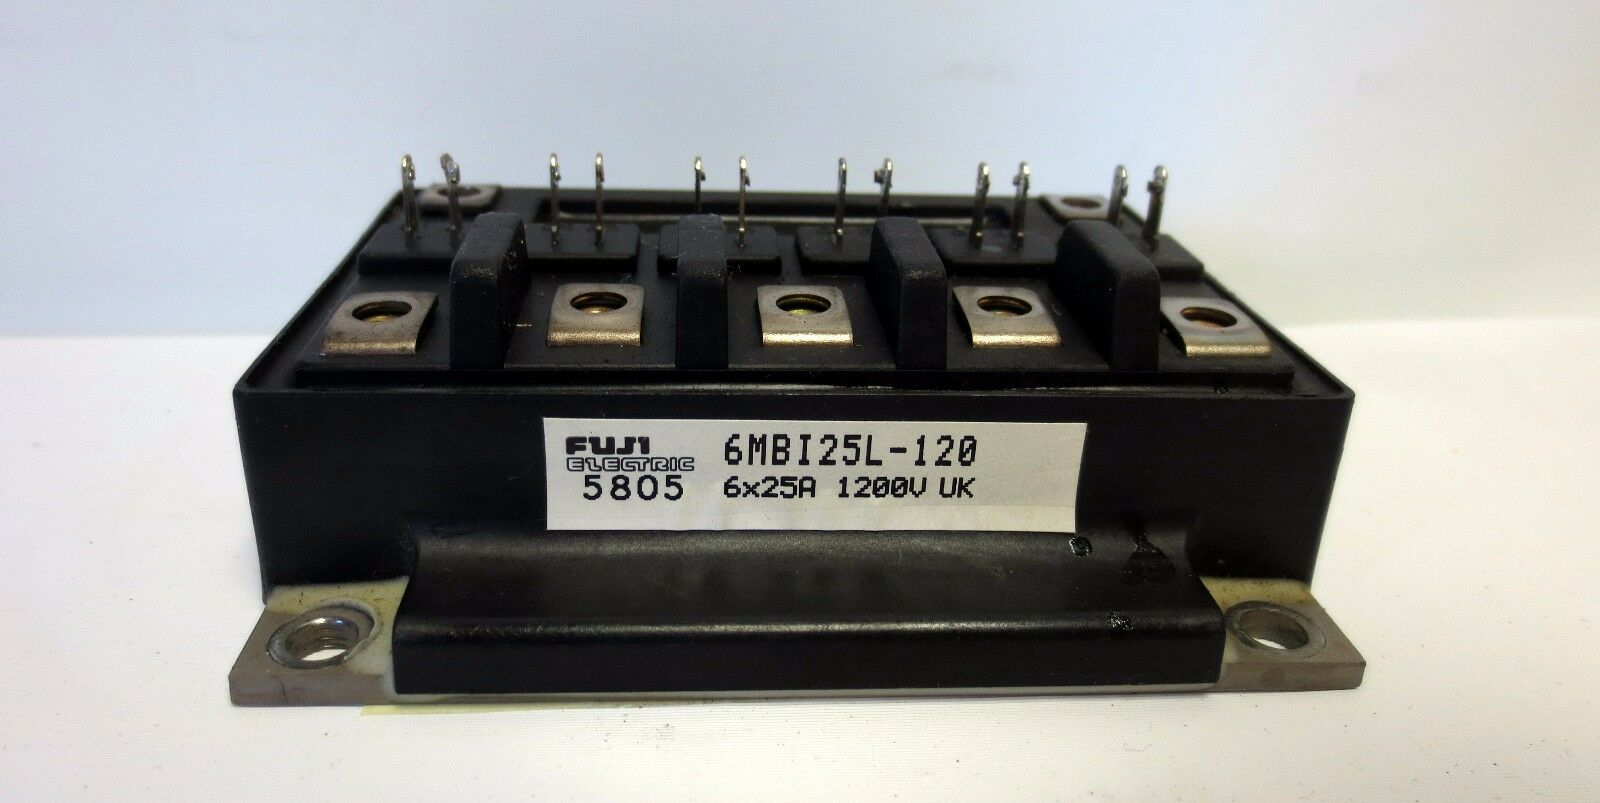 FUJI
ELECTRIC
5805
6MBI25L-120
6x25A 1200V UK